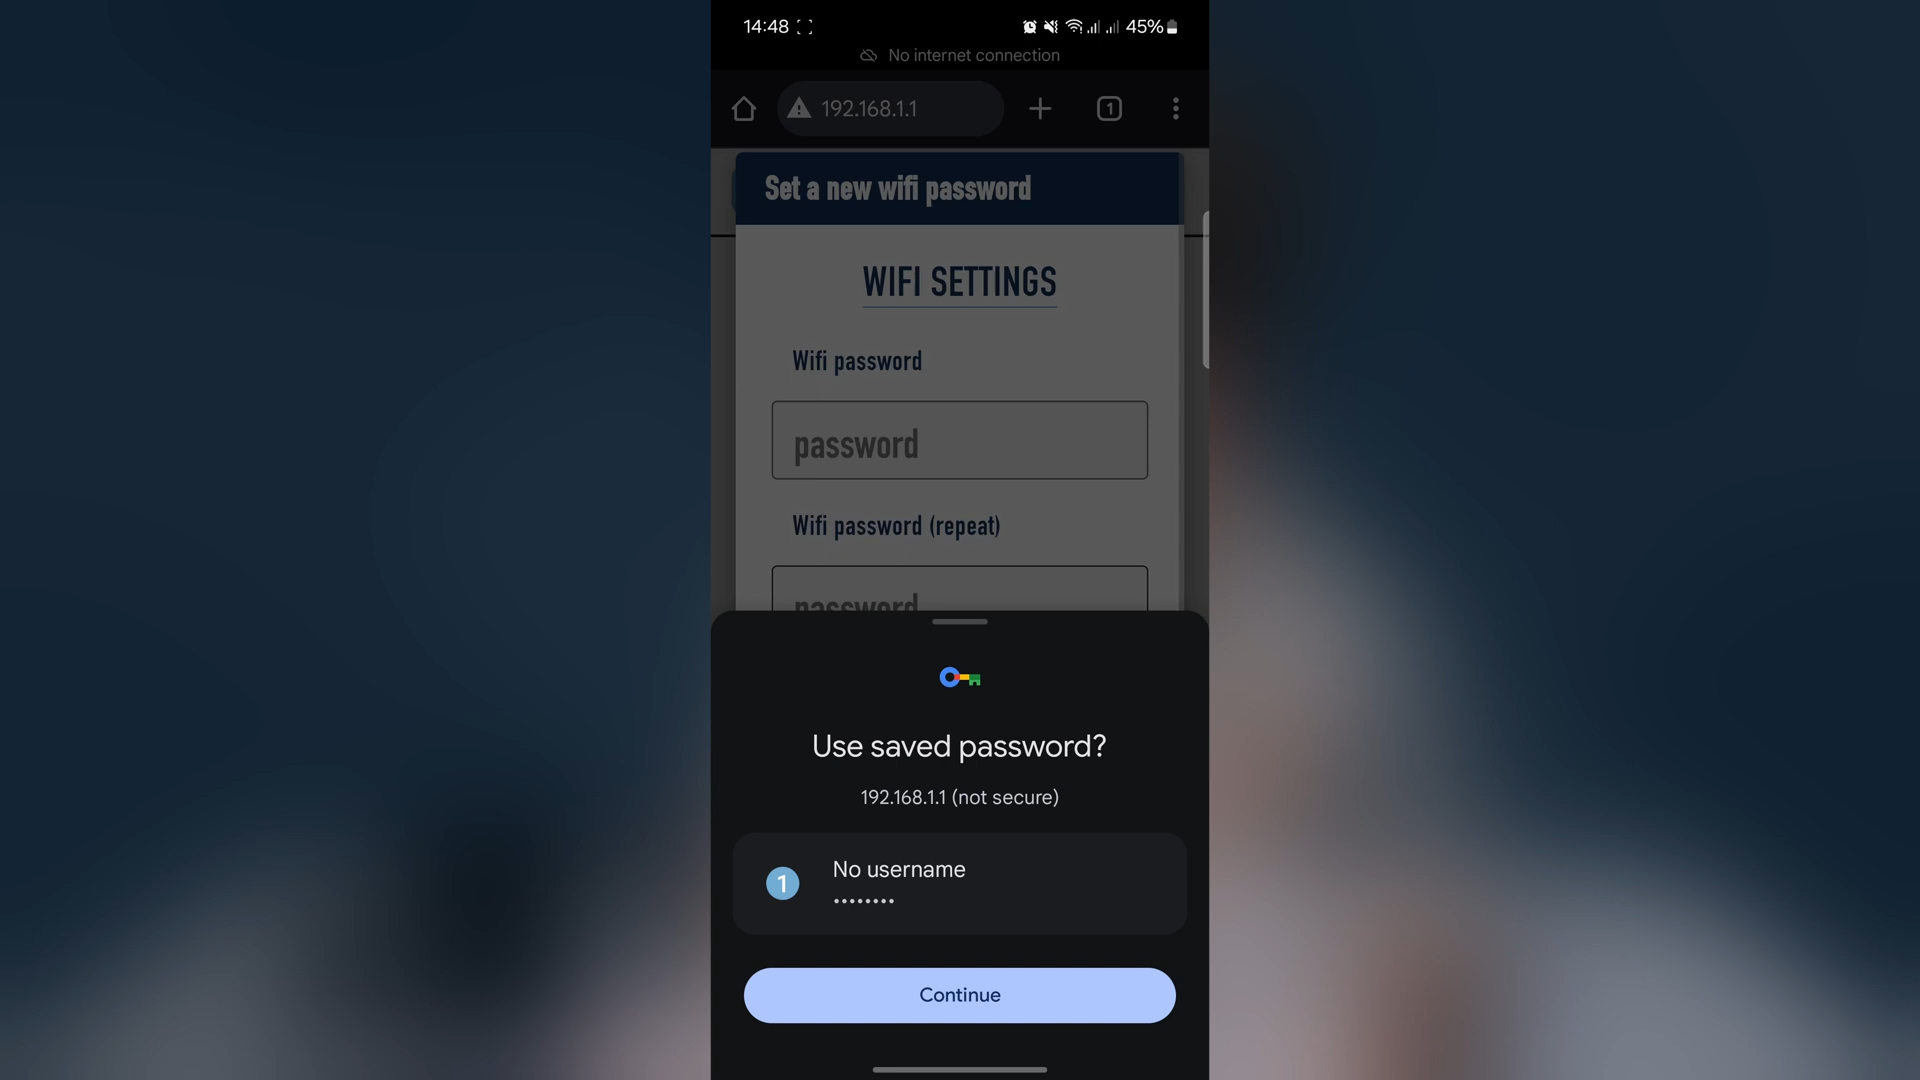 14:48
45%
No internet connection
192.168.1.1
1
Set a new wifi password
WIFI SETTINGS
Wifi password
password
Wifi password (repeat)
password
Use saved password?
192.168.1.1 (not secure)
1
No username
••••••••
Continue